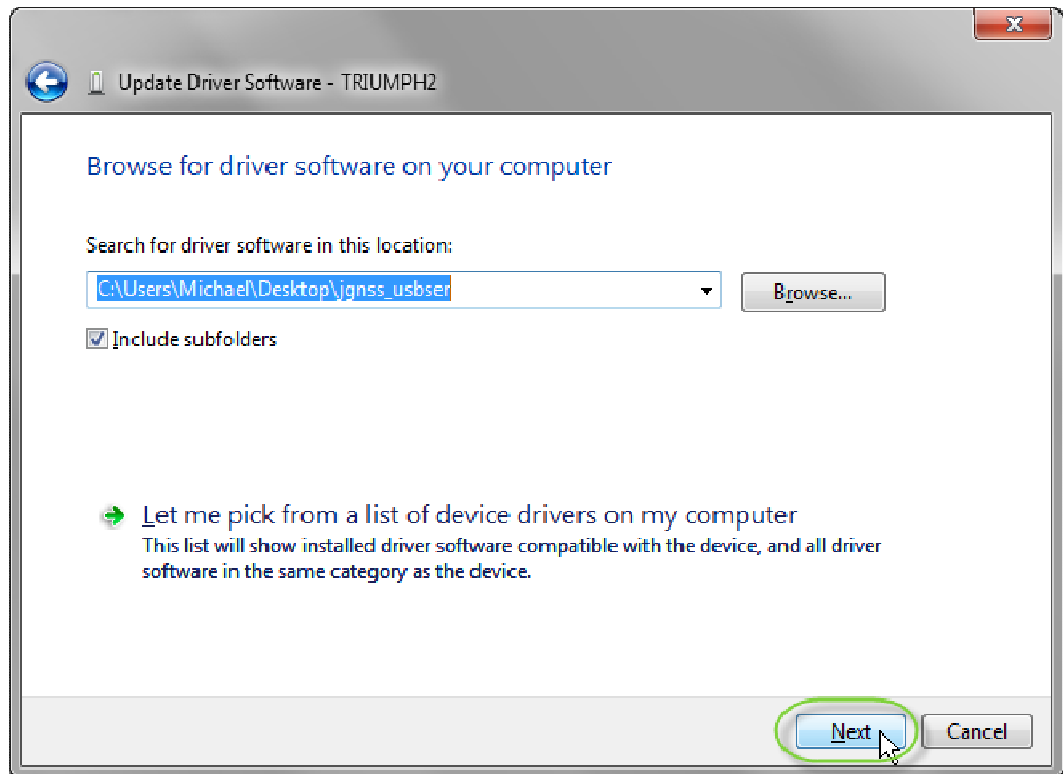 x
Update Driver Software - TRIUMPH2
Browse for driver software on your computer
Search for driver software in this location:
C:\Users\Michael\Desktop\jgnss_usbser
Browse...
Include subfolders
Let me pick from a list of device drivers on my computer
This list will show installed driver software compatible with the device, and all driver
software in the same category as the device.
Next
Cancel